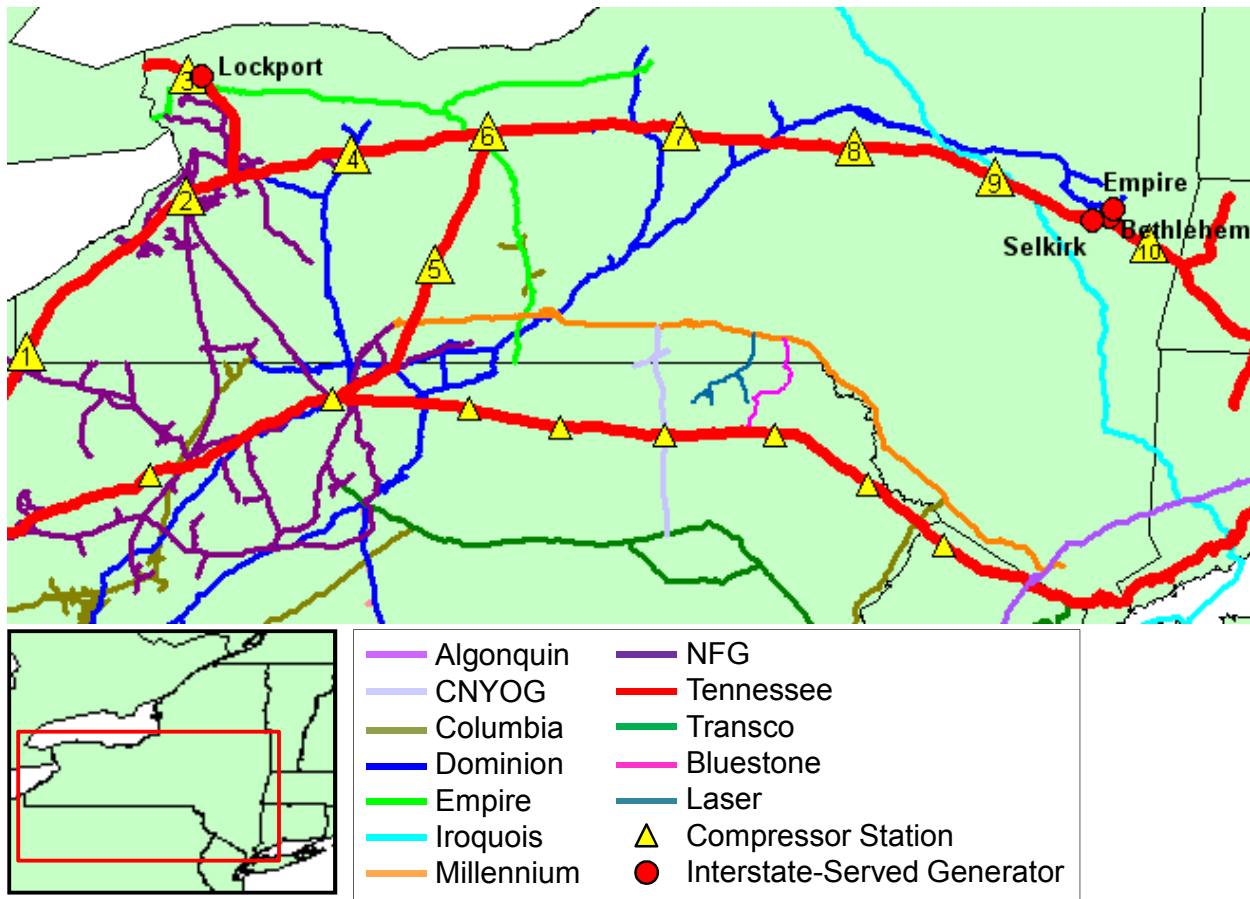 Lockport
3
6
7
4
8
9
2
Empire
Bethlehem
Selkirk
10
5
1
Algonquin
CNYOG
Columbia
Dominion
Empire
Iroquois
Millennium
NFG
Tennessee
Transco
Bluestone
Laser
Compressor Station
Interstate-Served Generator